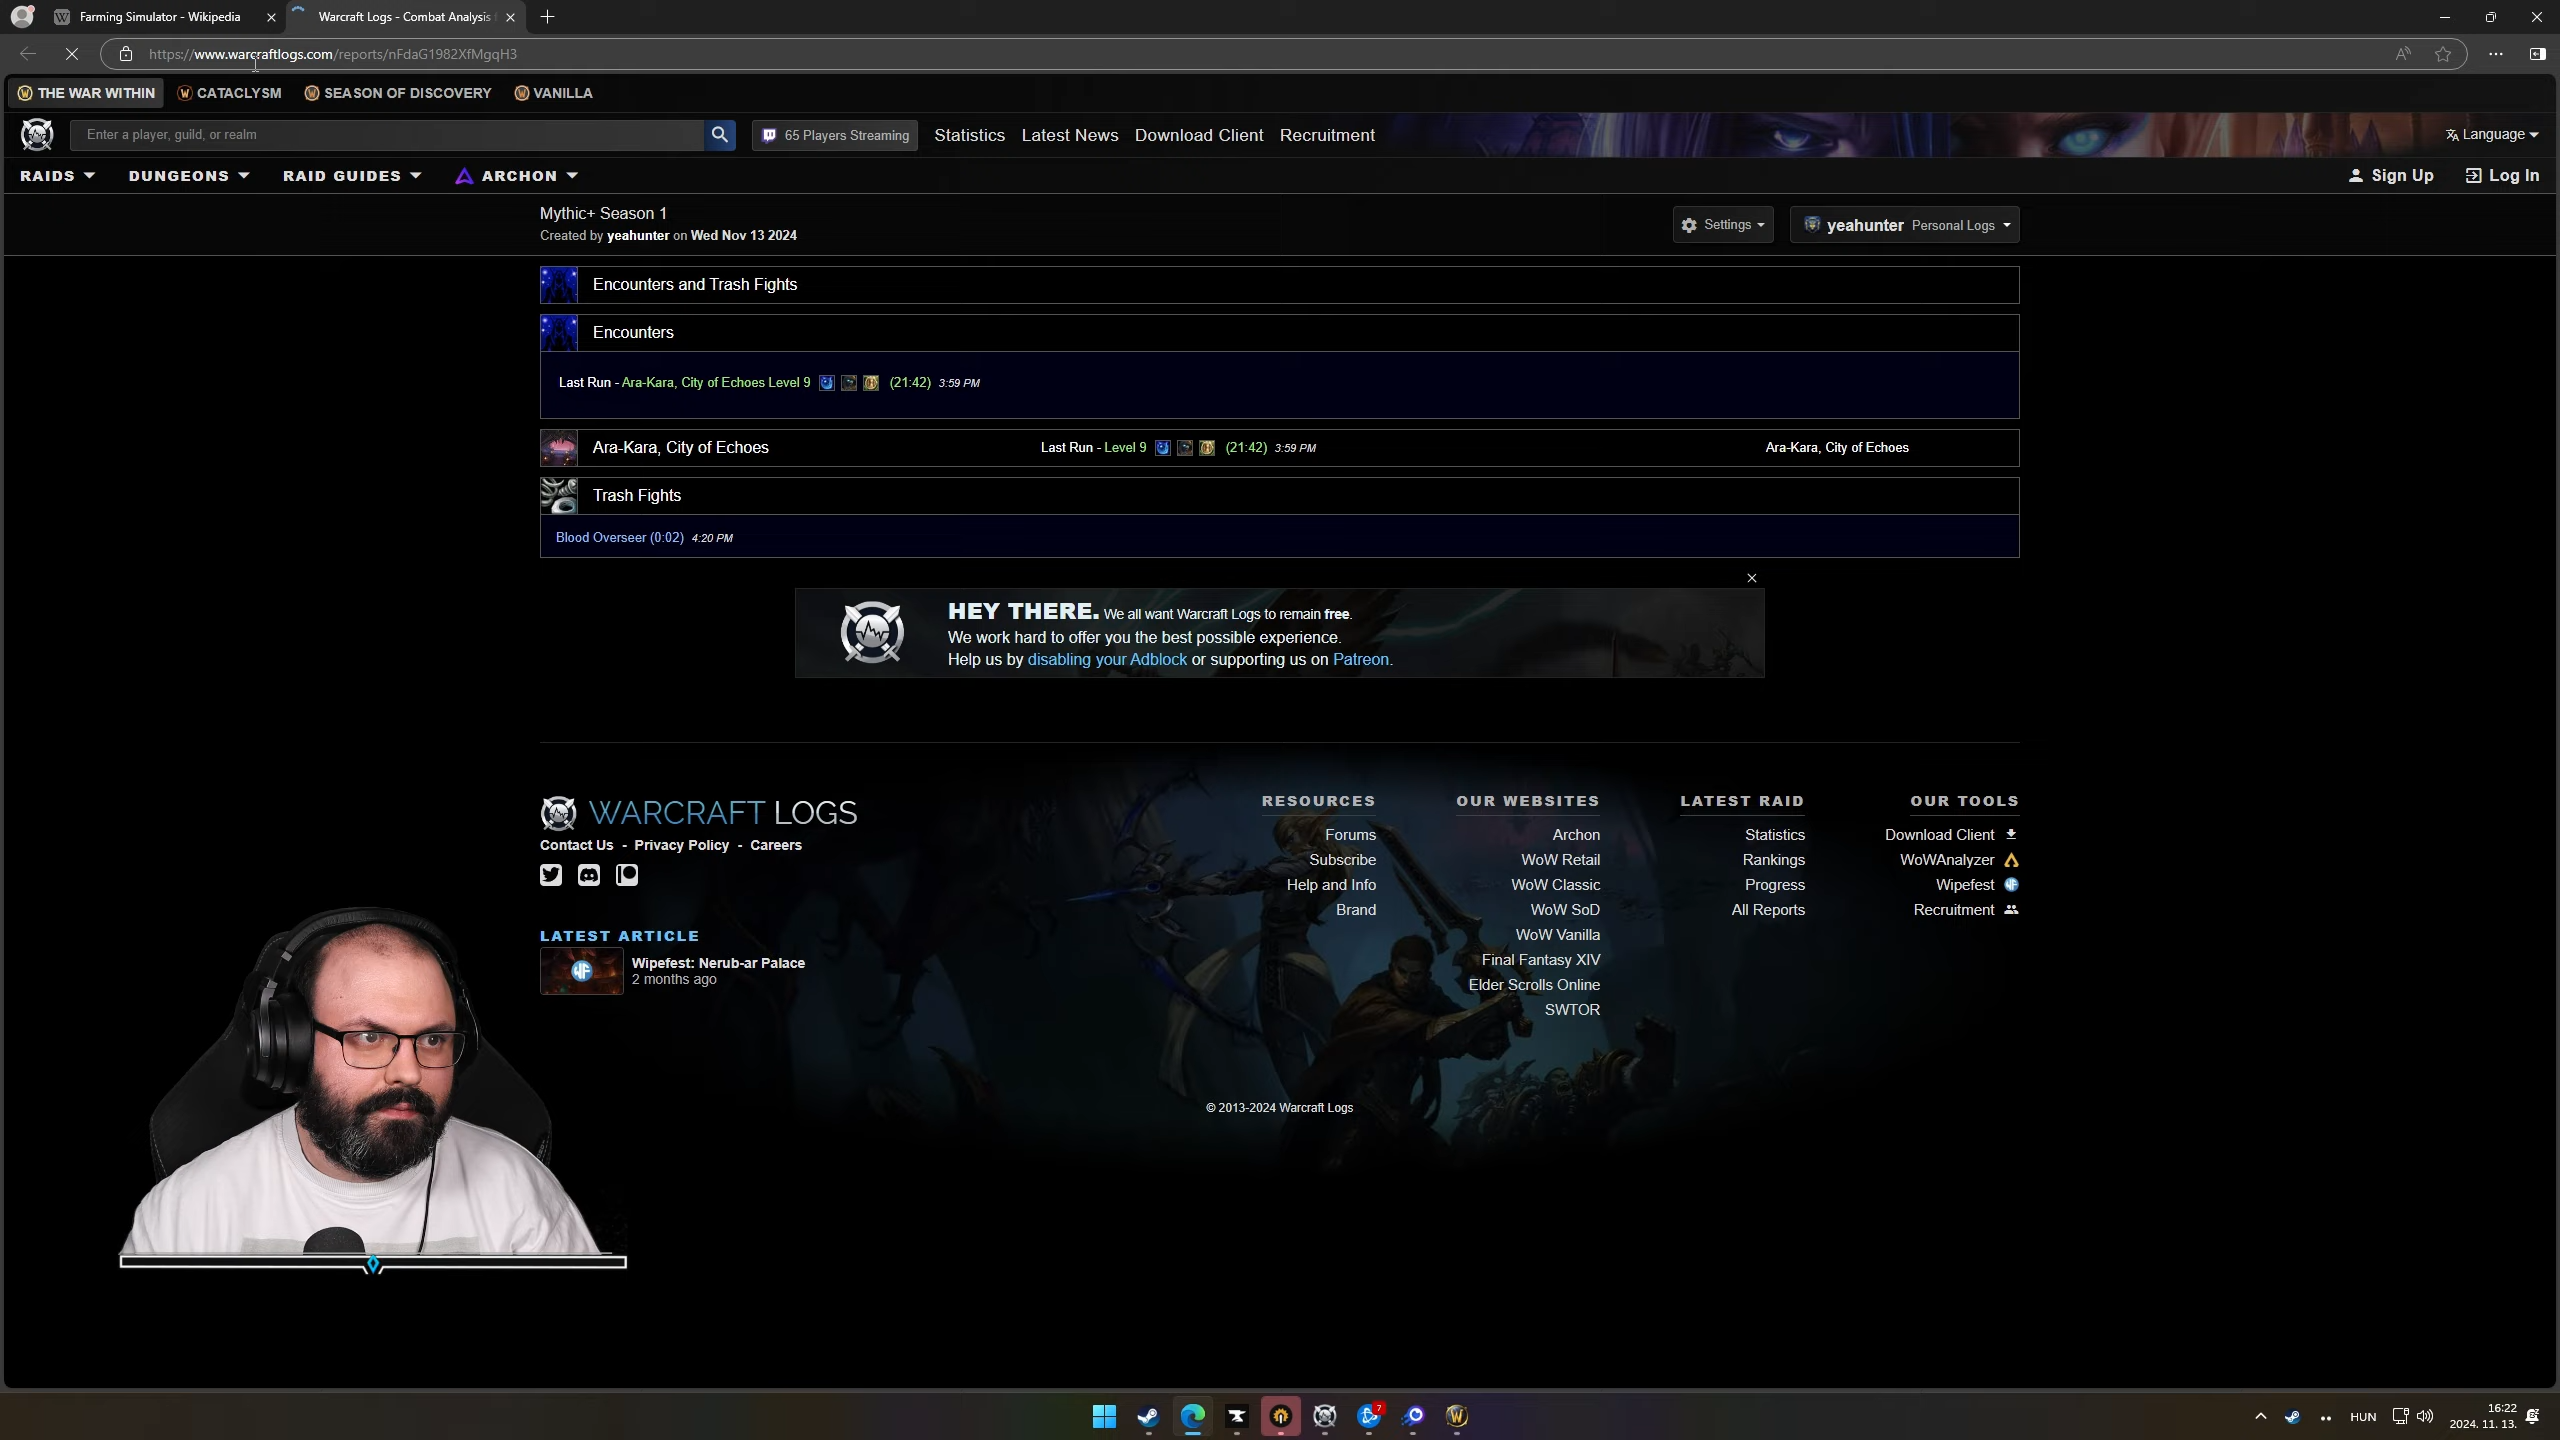 Farming Simulator - Wikipedia
Warcraft Logs - Combat Analysis
https://www.warcraftlogs.com/reports/nFdaG1982XfMgqH3
THE WAR WITHIN CATACLYSM SEASON OF DISCOVERY VANILLA
Enter a player, guild, or realm
65 Players Streaming Statistics Latest News Download Client Recruitment
Language
RAIDS DUNGEONS RAID GUIDES ARCHON
Sign Up Log In
Mythic+ Season 1
Created by yeahunter on Wed Nov 13 2024
Settings
yeahunter Personal Logs
Encounters and Trash Fights
Encounters
Last Run - Ara-Kara, City of Echoes Level 9 (21:42) 3:59 PM
Ara-Kara, City of Echoes Last Run - Level 9 (21:42) 3:59 PM Ara-Kara, City of Echoes
Trash Fights
Blood Overseer (0:02) 4:20 PM
HEY THERE. We all want Warcraft Logs to remain free.
We work hard to offer you the best possible experience.
Help us by disabling your Adblock or supporting us on Patreon.
WARCRAFT LOGS
Contact Us - Privacy Policy - Careers
LATEST ARTICLE
Wipefest: Nerub-ar Palace
2 months ago
RESOURCES
Forums
Subscribe
Help and Info
Brand
OUR WEBSITES
Archon
WoW Retail
WoW Classic
WoW SoD
WoW Vanilla
Final Fantasy XIV
Elder Scrolls Online
SWTOR
LATEST RAID
Statistics
Rankings
Progress
All Reports
OUR TOOLS
Download Client
WoWAnalyzer
Wipefest
Recruitment
© 2013-2024 Warcraft Logs
7
HUN
16:22
2024. 11. 13.